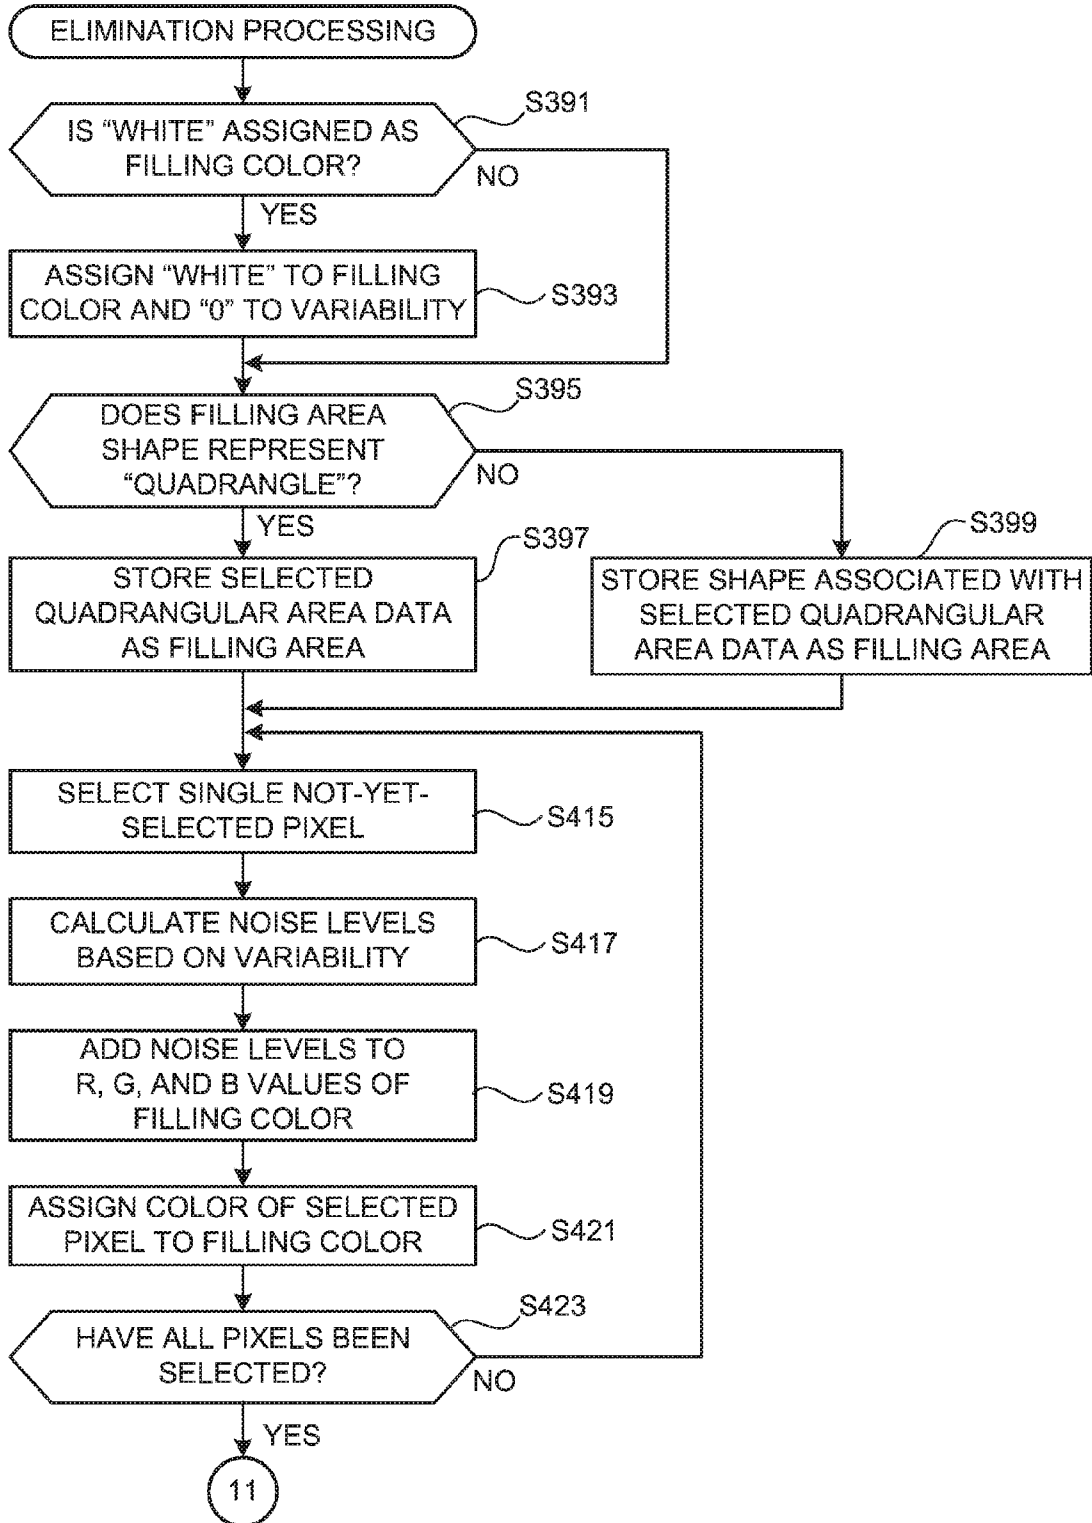 ELIMINATION PROCESSING
S391
IS “WHITE” ASSIGNED AS
FILLING COLOR?
NO
YES
ASSIGN “WHITE” TO FILLING
COLOR AND “0” TO VARIABILITY
S393
S395
DOES FILLING AREA
SHAPE REPRESENT
“QUADRANGLE”?
NO
YES
S397
STORE SELECTED
QUADRANGULAR AREA DATA
AS FILLING AREA
S399
STORE SHAPE ASSOCIATED WITH
SELECTED QUADRANGULAR
AREA DATA AS FILLING AREA
SELECT SINGLE NOT-YET-
SELECTED PIXEL
S415
CALCULATE NOISE LEVELS
BASED ON VARIABILITY
S417
ADD NOISE LEVELS TO
R, G, AND B VALUES OF
FILLING COLOR
S419
ASSIGN COLOR OF SELECTED
PIXEL TO FILLING COLOR
S421
S423
HAVE ALL PIXELS BEEN
SELECTED?
NO
YES
11